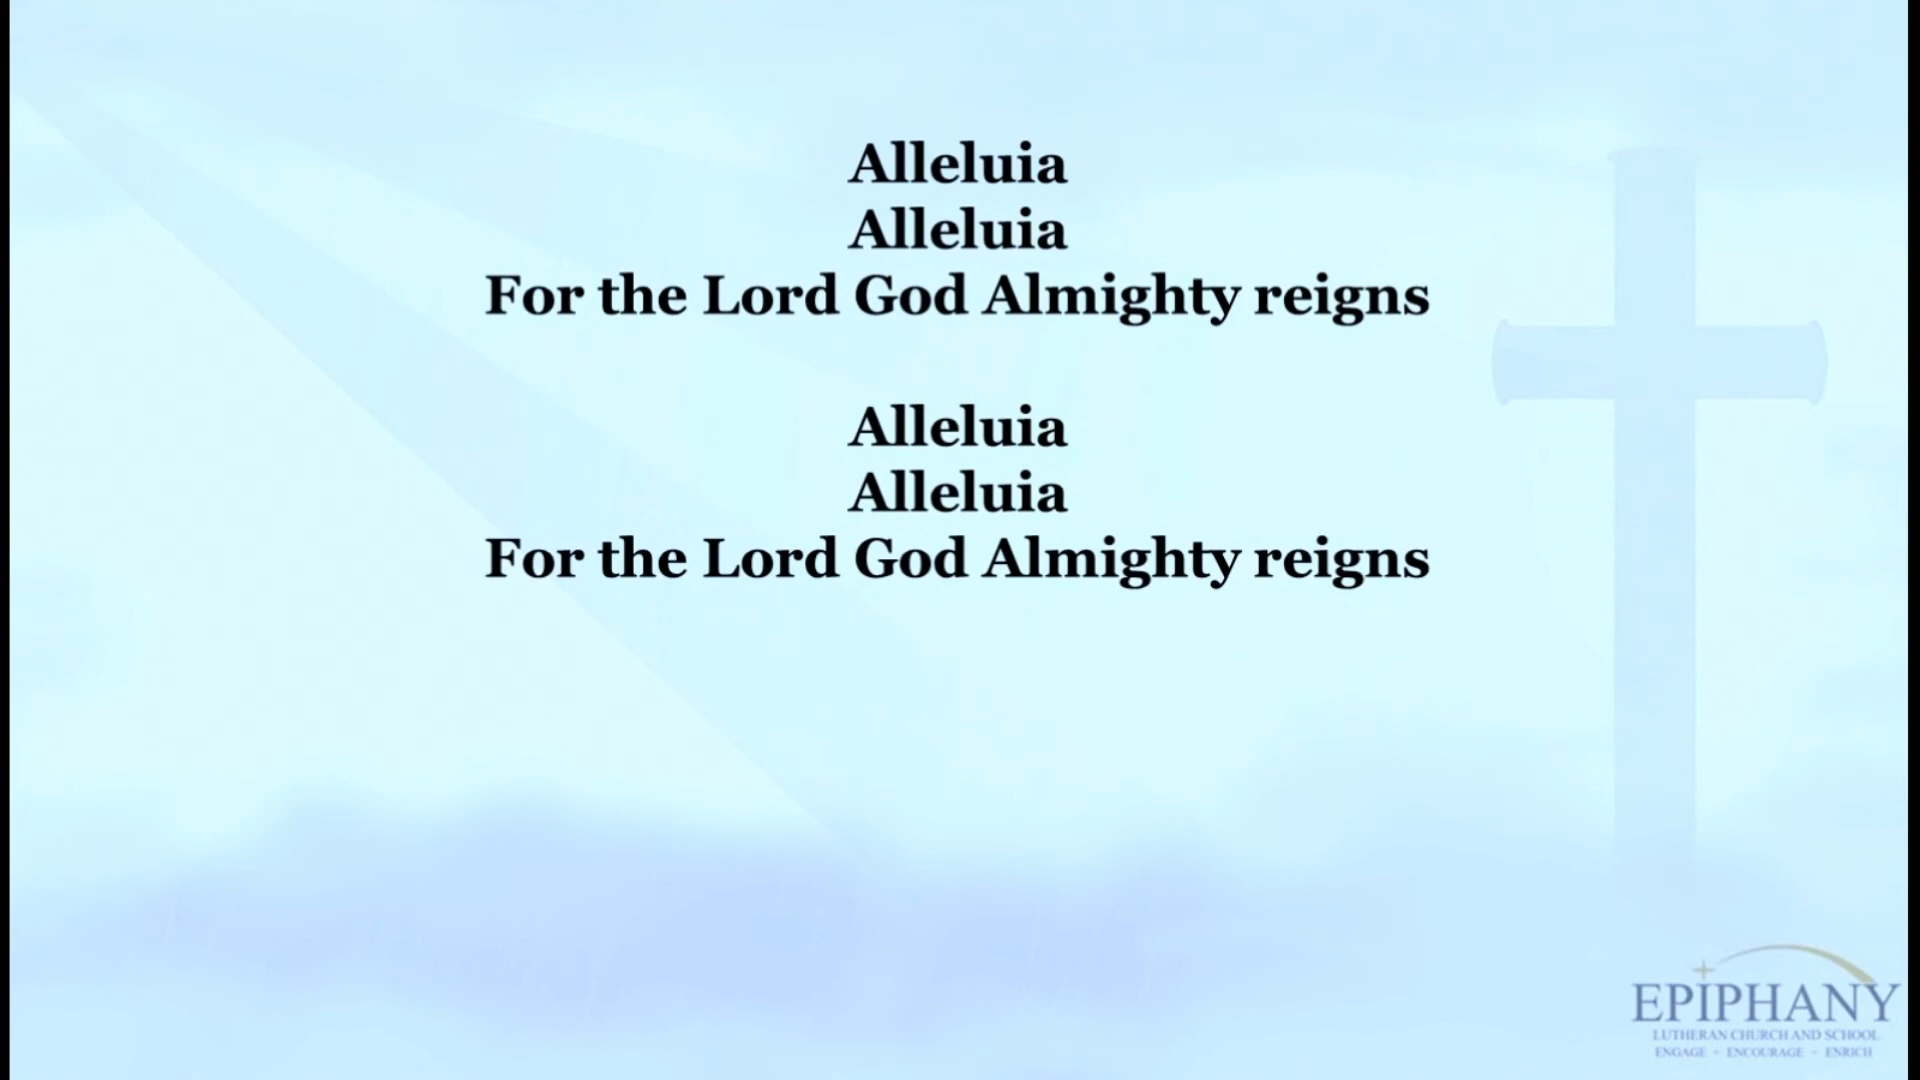 Alleluia
Alleluia
For the Lord God Almighty reigns
Alleluia
Alleluia
For the Lord God Almighty reigns
EPIPHANY
LUTHERAN CHURCH AND SCHOOL
ENGAGE - ENCOURAGE - ENRICH